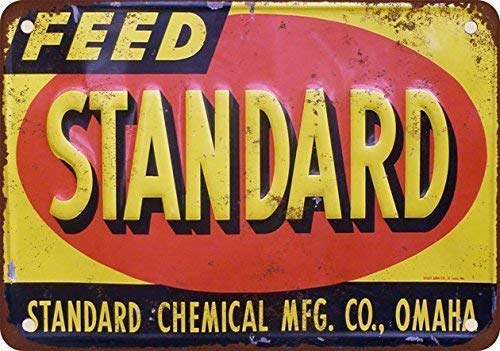 FEED
STANDARD
STANDARD CHEMICAL MFG. CO., OMAHA